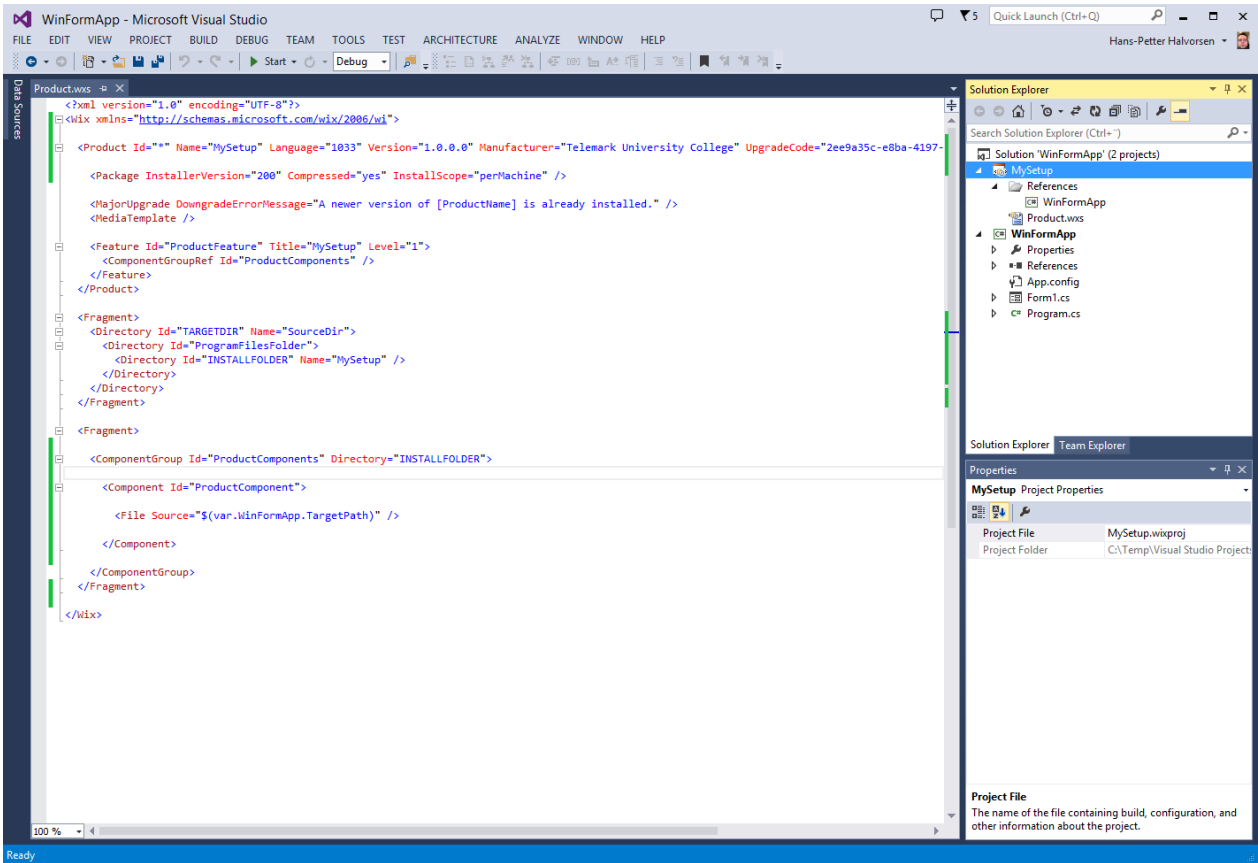 WinFormApp - Microsoft Visual Studio
5
Quick Launch (Ctrl+Q)
FILE EDIT VIEW PROJECT BUILD DEBUG TEAM TOOLS TEST ARCHITECTURE ANALYZE WINDOW HELP
Hans-Petter Halvorsen
Start Debug
Data Sources
Product.wxs
<?xml version="1.0" encoding="UTF-8"?>
<Wix xmlns="http://schemas.microsoft.com/wix/2006/wi">
<Product Id="*" Name="MySetup" Language="1033" Version="1.0.0.0" Manufacturer="Telemark University College" UpgradeCode="2ee9a35c-e8ba-4197-
<Package InstallerVersion="200" Compressed="yes" InstallScope="perMachine" />
<MajorUpgrade DowngradeErrorMessage="A newer version of [ProductName] is already installed." />
<MediaTemplate />
<Feature Id="ProductFeature" Title="MySetup" Level="1">
<ComponentGroupRef Id="ProductComponents" />
</Feature>
</Product>
<Fragment>
<Directory Id="TARGETDIR" Name="SourceDir">
<Directory Id="ProgramFilesFolder">
<Directory Id="INSTALLFOLDER" Name="MySetup" />
</Directory>
</Directory>
</Fragment>
<Fragment>
<ComponentGroup Id="ProductComponents" Directory="INSTALLFOLDER">
<Component Id="ProductComponent">
<File Source="$(var.WinFormApp.TargetPath)" />
</Component>
</ComponentGroup>
</Fragment>
</Wix>
100 %
Solution Explorer
Search Solution Explorer (Ctrl+¨)
Solution 'WinFormApp' (2 projects)
MySetup
References
WinFormApp
Product.wxs
WinFormApp
Properties
References
App.config
Form1.cs
Program.cs
Solution Explorer Team Explorer
Properties
MySetup Project Properties
Project File MySetup.wixproj
Project Folder C:\Temp\Visual Studio Projects
Project File
The name of the file containing build, configuration, and
other information about the project.
Ready